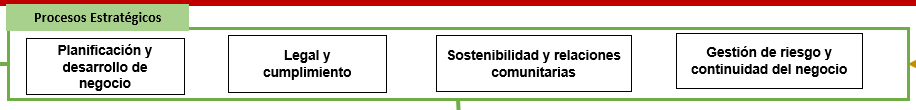 Procesos Estratégicos
Planificación y
desarrollo de
negocio
Legal y
cumplimiento
Sostenibilidad y relaciones
comunitarias
Gestión de riesgo y
continuidad del negocio